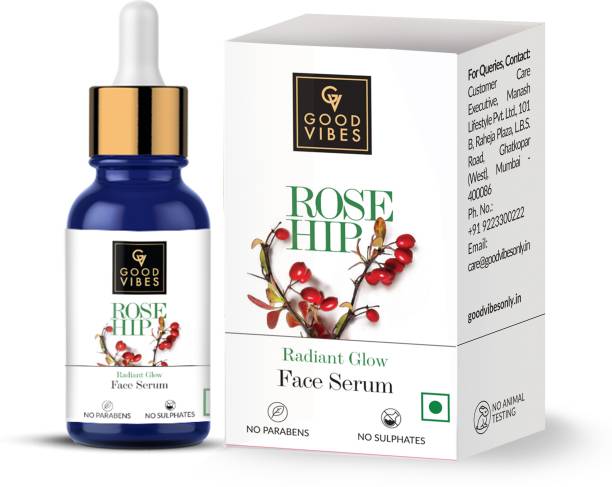 GV
GOOD
VIBES
ROSE
HIP
Radiant Glow
Face Serum
NO PARABENS
NO SULPHATES
GV
GOOD
VIBES
ROSE
HIP
Radiant Glow
Face Serum
NO PARABENS
NO SULPHATES
For Queries, Contact:
Customer Care
Executive, Manash
Lifestyle Pvt. Ltd., 101
B, Raheja Plaza, L.B.S.
Road, Ghatkopar
(West), Mumbai -
400086
Ph. No.:
+91 9223300222
Email:
care@goodvibesonly.in
goodvibesonly.in
NO ANIMAL
TESTING